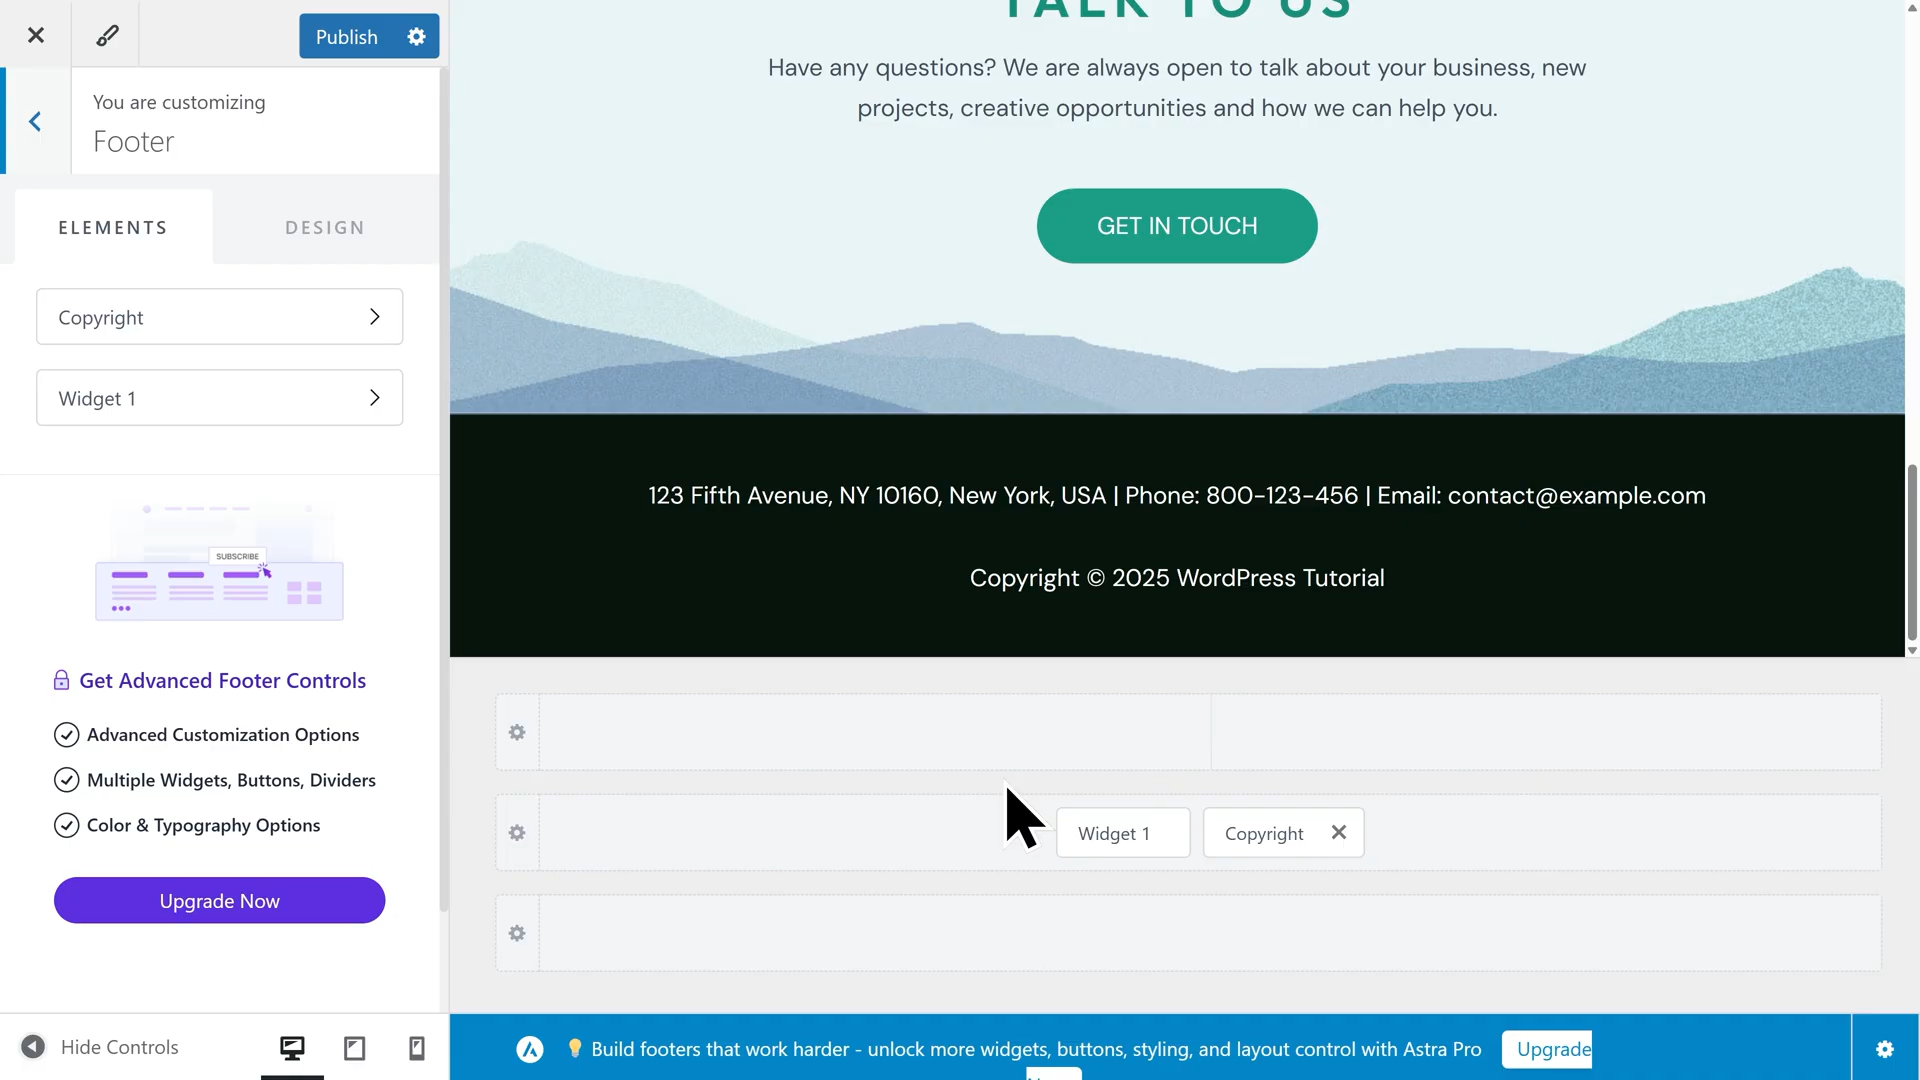 Publish
You are customizing
Footer
ELEMENTS
DESIGN
Copyright
Widget 1
SUBSCRIBE
Get Advanced Footer Controls
Advanced Customization Options
Multiple Widgets, Buttons, Dividers
Color & Typography Options
Upgrade Now
Hide Controls
TALK TO US
Have any questions? We are always open to talk about your business, new
projects, creative opportunities and how we can help you.
GET IN TOUCH
123 Fifth Avenue, NY 10160, New York, USA | Phone: 800-123-456 | Email: contact@example.com
Copyright © 2025 WordPress Tutorial
Widget 1
Copyright
Build footers that work harder - unlock more widgets, buttons, styling, and layout control with Astra Pro
Upgrade